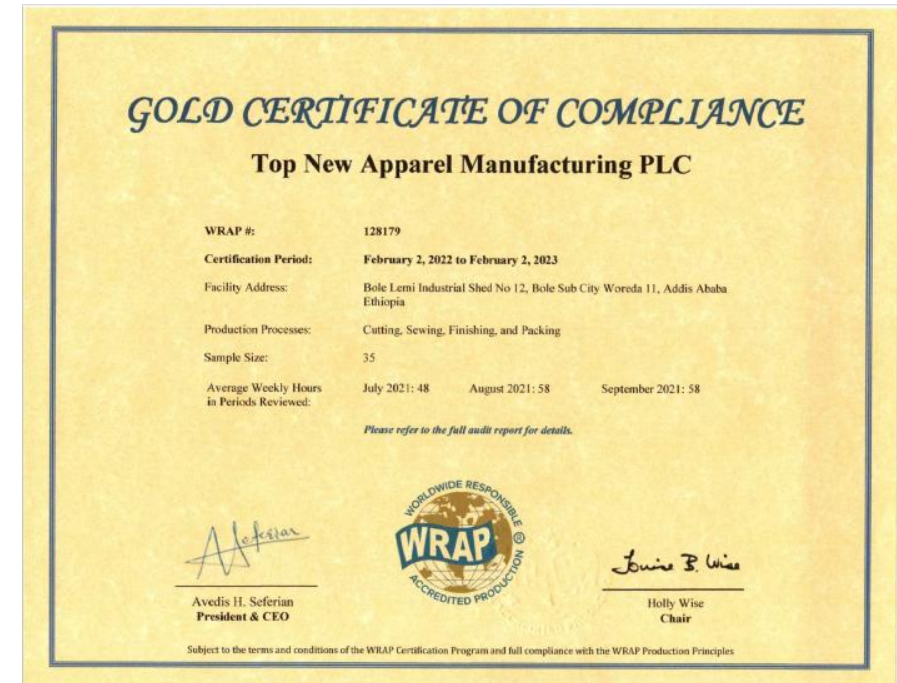 GOLD CERTIFICATE OF COMPLIANCE
Top New Apparel Manufacturing PLC
WRAP #: 128179
Certification Period: February 2, 2022 to February 2, 2023
Facility Address: Bole Lemi Industrial Shed No 12, Bole Sub City Woreda 11, Addis Ababa
Ethiopia
Production Processes: Cutting, Sewing, Finishing, and Packing
Sample Size: 35
Average Weekly Hours July 2021: 48 August 2021: 58 September 2021: 58
in Periods Reviewed:
Please refer to the full audit report for details.
WORLDWIDE RESPONSIBLE
WRAP ®
ACCREDITED PRODUCTION
Avedis H. Seferian
President & CEO
Holly Wise
Chair
Subject to the terms and conditions of the WRAP Certification Program and full compliance with the WRAP Production Principles